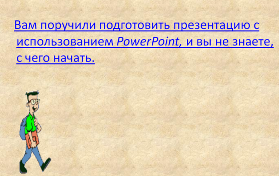 Вам поручили подготовить презентацию с
использованием PowerPoint, и вы не знаете,
с чего начать.